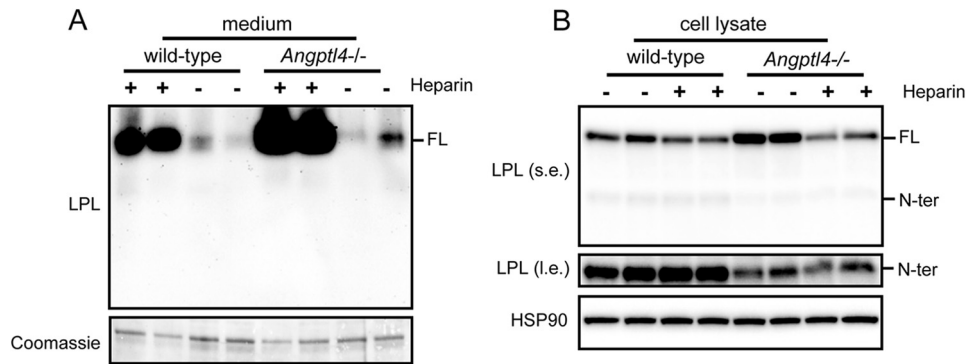 A
medium
wild-type
Angptl4-/-
+ + - - + + - - Heparin
FL
LPL
Coomassie
B
cell lysate
wild-type
Angptl4-/-
- - + + - - + + Heparin
FL
LPL (s.e.)
N-ter
LPL (l.e.)
N-ter
HSP90